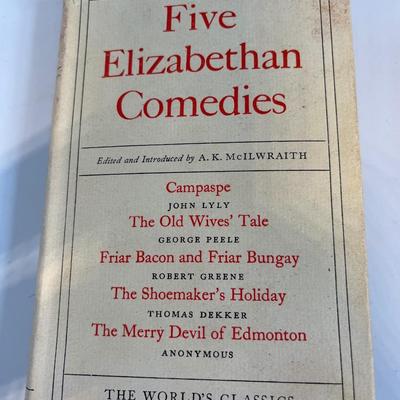 Five
Elizabethan
Comedies
Edited and Introduced by A. K. McILWRAITH
Campaspe
JOHN LYLY
The Old Wives' Tale
GEORGE PEELE
Friar Bacon and Friar Bungay
ROBERT GREENE
The Shoemaker's Holiday
THOMAS DEKKER
The Merry Devil of Edmonton
ANONYMOUS
THE WORLD'S CLASSICS